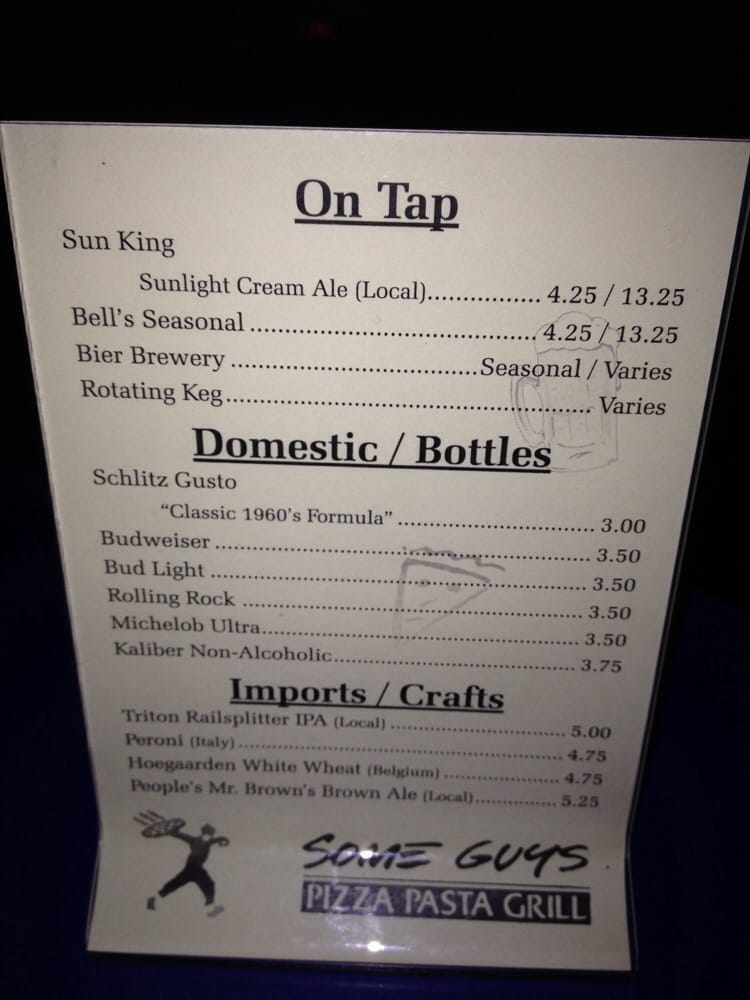 On Tap
Sun King
Sunlight Cream Ale (Local)................. 4.25 / 13.25
Bell's Seasonal ........................................... 4.25 / 13.25
Bier Brewery .....................................Seasonal / Varies
Rotating Keg....................................................... Varies
Domestic / Bottles
Schlitz Gusto
"Classic 1960's Formula" ............................... 3.00
Budweiser .......................................................... 3.50
Bud Light ........................................................... 3.50
Rolling Rock ...................................................... 3.50
Michelob Ultra.................................................... 3.50
Kaliber Non-Alcoholic....................................... 3.75
Imports / Crafts
Triton Railsplitter IPA (Local) ............................... 5.00
Peroni (Italy) ........................................................ 4.75
Hoegaarden White Wheat (Belgium) ..................... 4.75
People's Mr. Brown's Brown Ale (Local)................ 5.25
SOME GUYS
PIZZA PASTA GRILL